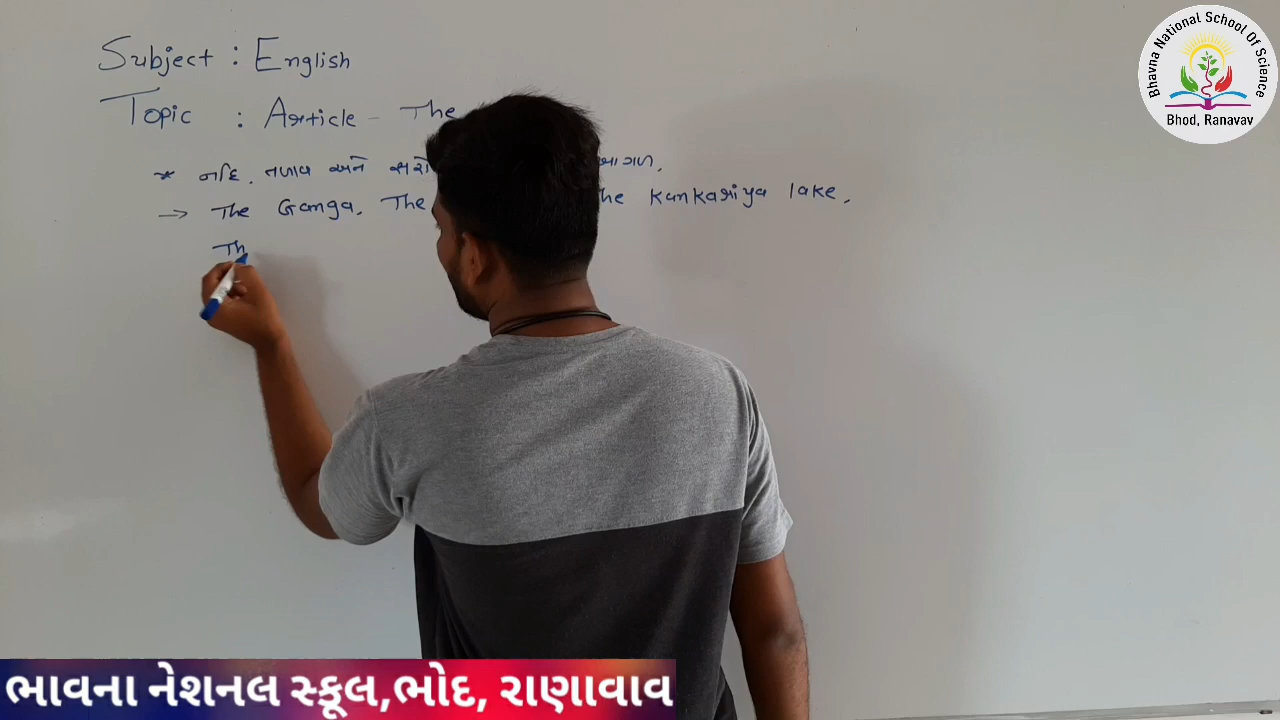 Subject : English
Topic : Article - The
* નદિ, તળાવ અને સરો આગળ,
→ The Ganga, The he Kankariya lake,
Th
Bhavna National School Of Science
Bhod, Ranavav
ભાવના નેશનલ સ્કૂલ,ભોદ, રાણાવાવ